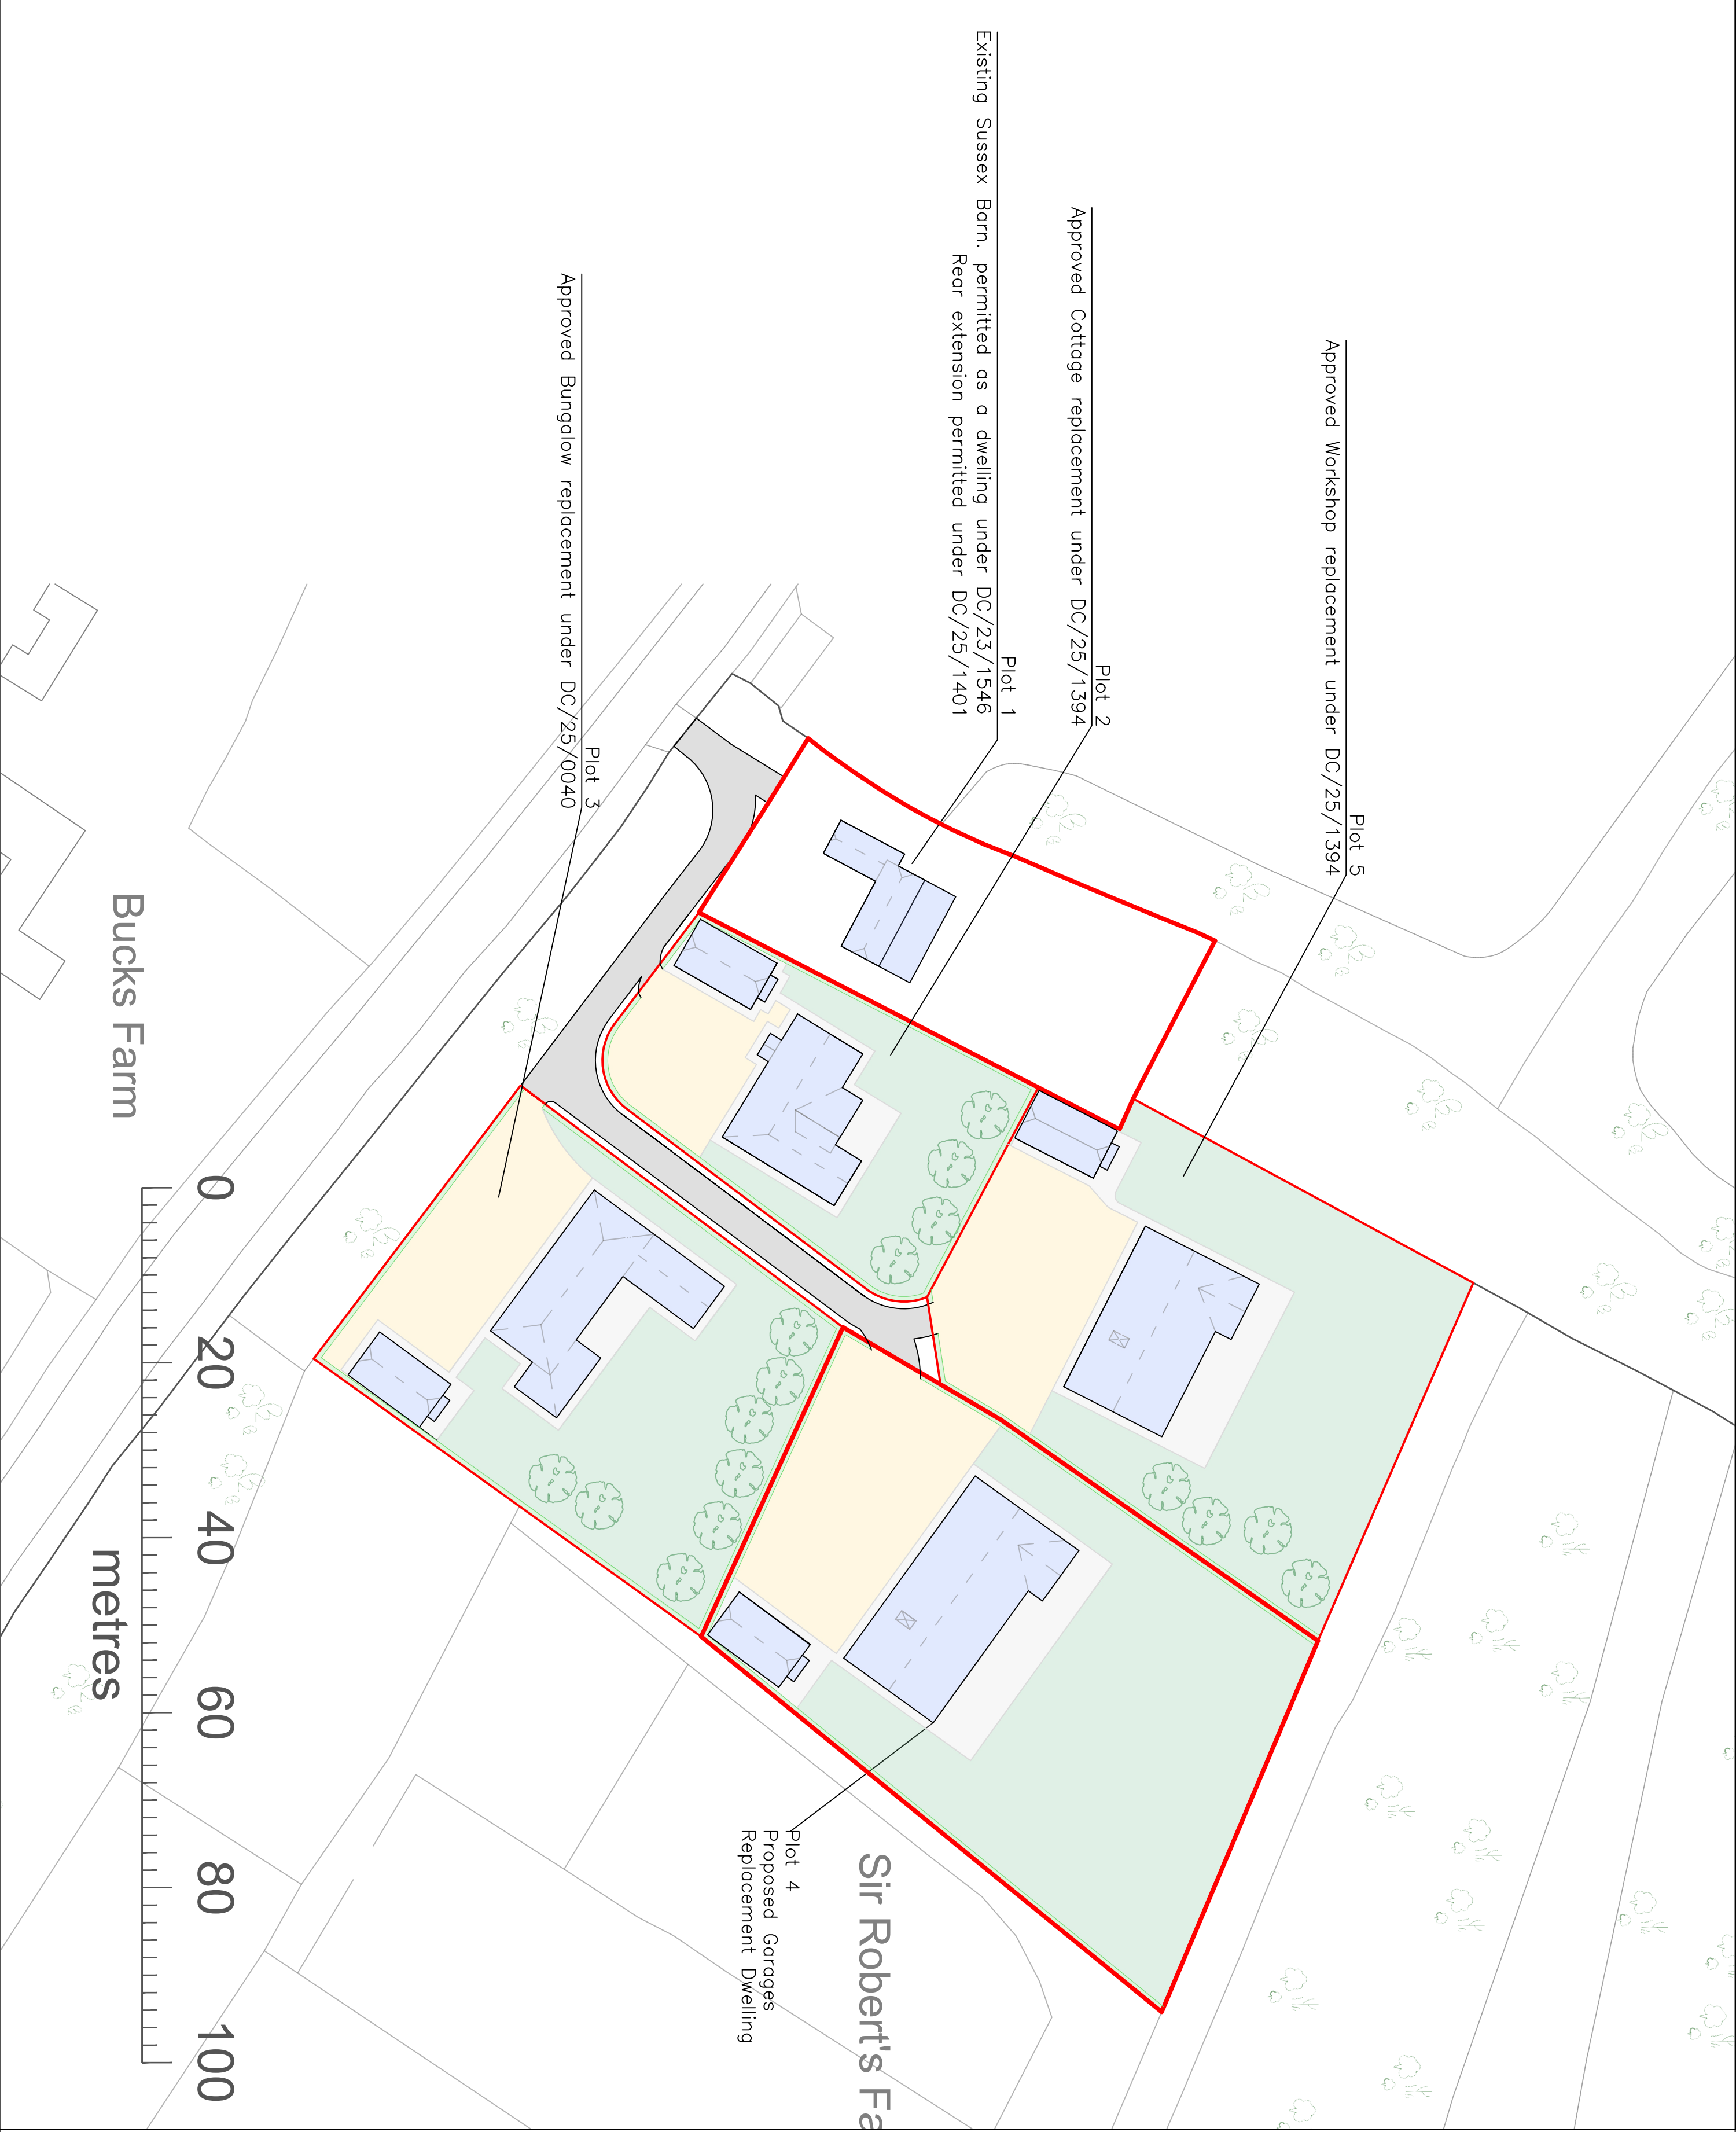 Plot 5
Approved Workshop replacement under DC/25/1394
Plot 2
Approved Cottage replacement under DC/25/1394
Plot 1
Existing Sussex Barn. permitted as a dwelling under DC/23/1546
Rear extension permitted under DC/25/1401
Plot 3
Approved Bungalow replacement under DC/25/0040
Plot 4
Proposed Garages
Replacement Dwelling
Sir Robert's Fa
Bucks Farm
0 20 40 60 80 100
metres